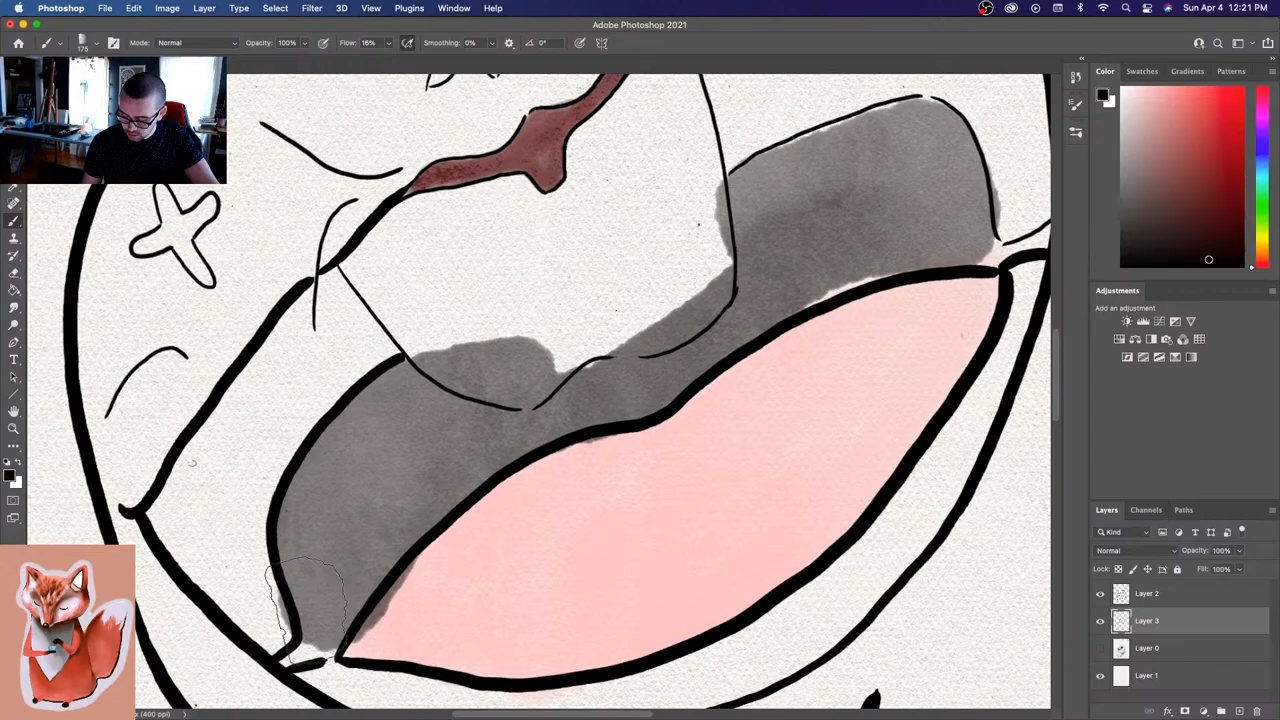 Photoshop File Edit Image Layer Type Select Filter 3D View Plugins Window Help Sun Apr 4 12:21 PM
Adobe Photoshop 2021
175 Mode: Normal Opacity: 100% Flow: 16% Smoothing: 0% 0°
Color Swatches Gradients Patterns
Adjustments
Add an adjustment
Layers Channels Paths
Kind
Normal Opacity: 100%
Lock: Fill: 100%
Layer 2
Layer 3
Layer 0
Layer 1
(400 ppi)